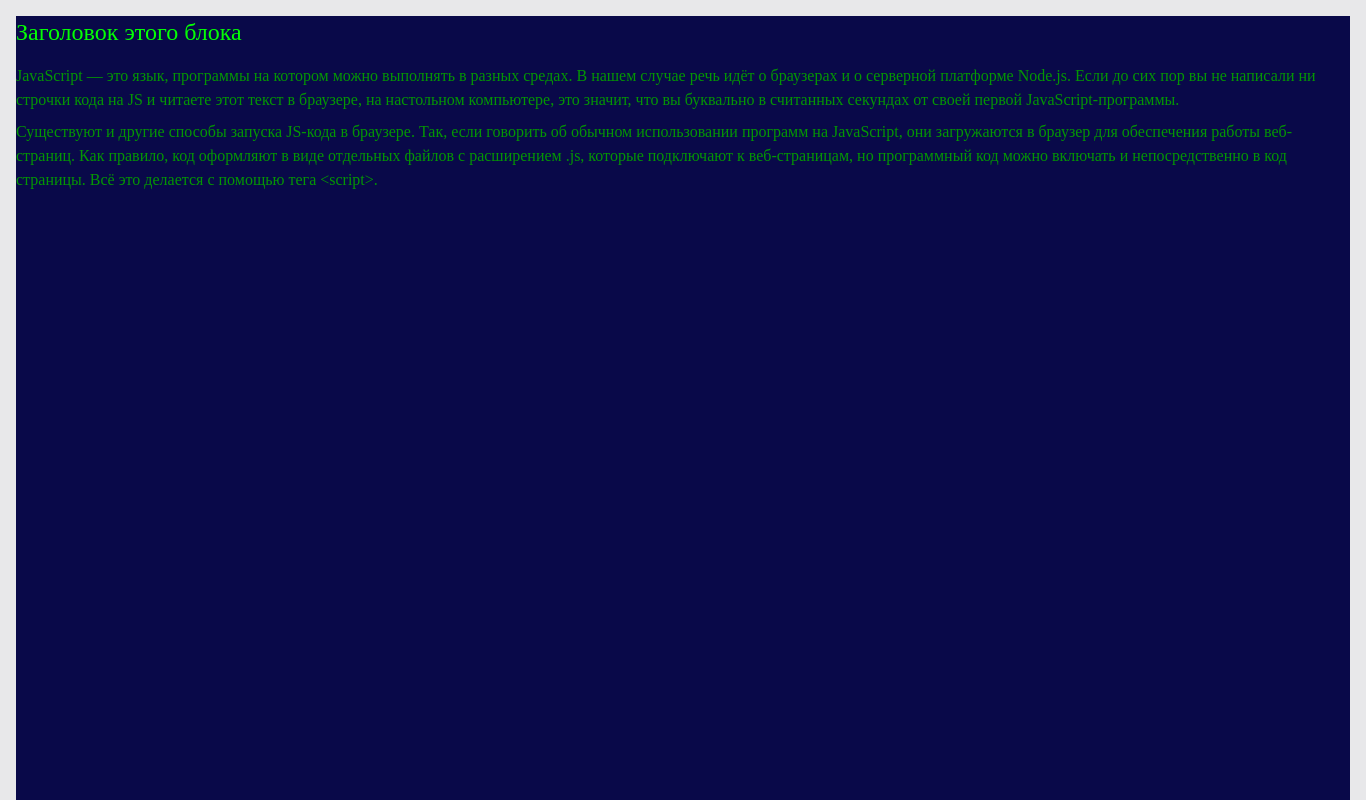 Заголовок этого блока
JavaScript — это язык, программы на котором можно выполнять в разных средах. В нашем случае речь идёт о браузерах и о серверной платформе Node.js. Если до сих пор вы не написали ни
строчки кода на JS и читаете этот текст в браузере, на настольном компьютере, это значит, что вы буквально в считанных секундах от своей первой JavaScript-программы.
Существуют и другие способы запуска JS-кода в браузере. Так, если говорить об обычном использовании программ на JavaScript, они загружаются в браузер для обеспечения работы веб-
страниц. Как правило, код оформляют в виде отдельных файлов с расширением .js, которые подключают к веб-страницам, но программный код можно включать и непосредственно в код
страницы. Всё это делается с помощью тега <script>.